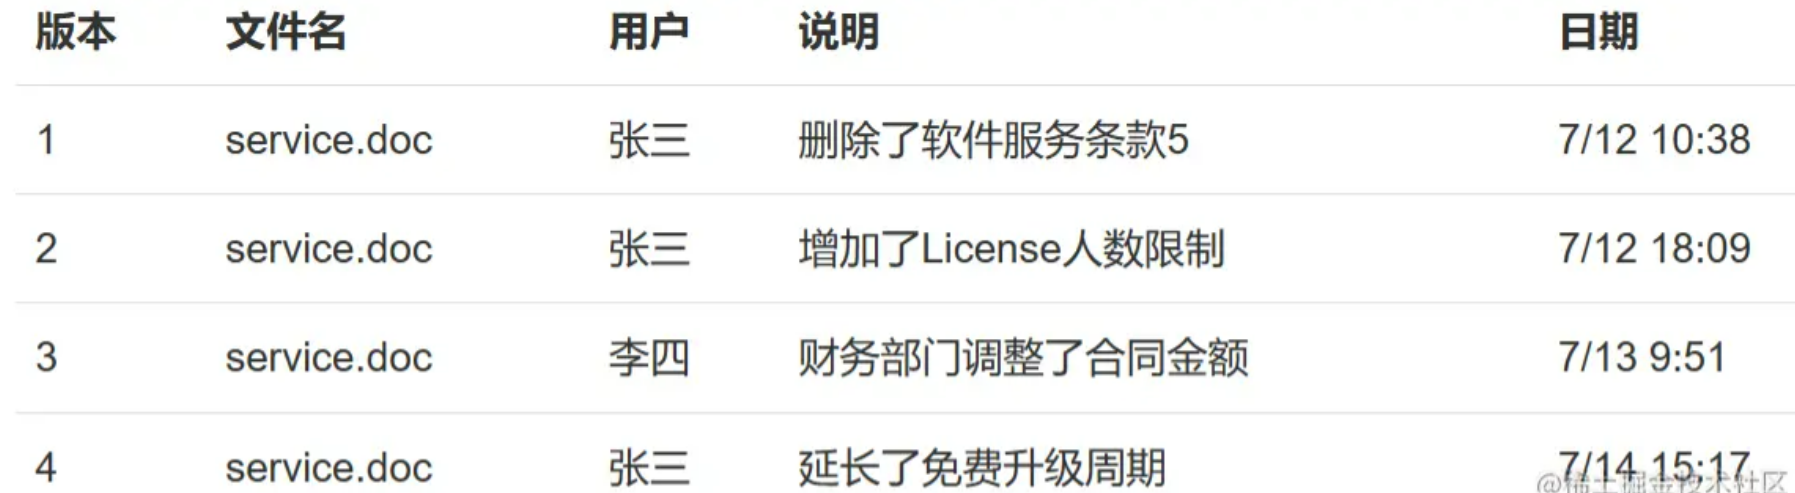 版本 文件名 用户 说明 日期
1 service.doc 张三 删除了软件服务条款5 7/12 10:38
2 service.doc 张三 增加了License人数限制 7/12 18:09
3 service.doc 李四 财务部门调整了合同金额 7/13 9:51
4 service.doc 张三 延长了免费升级周期 7/14 15:17
@稀土掘金技术社区